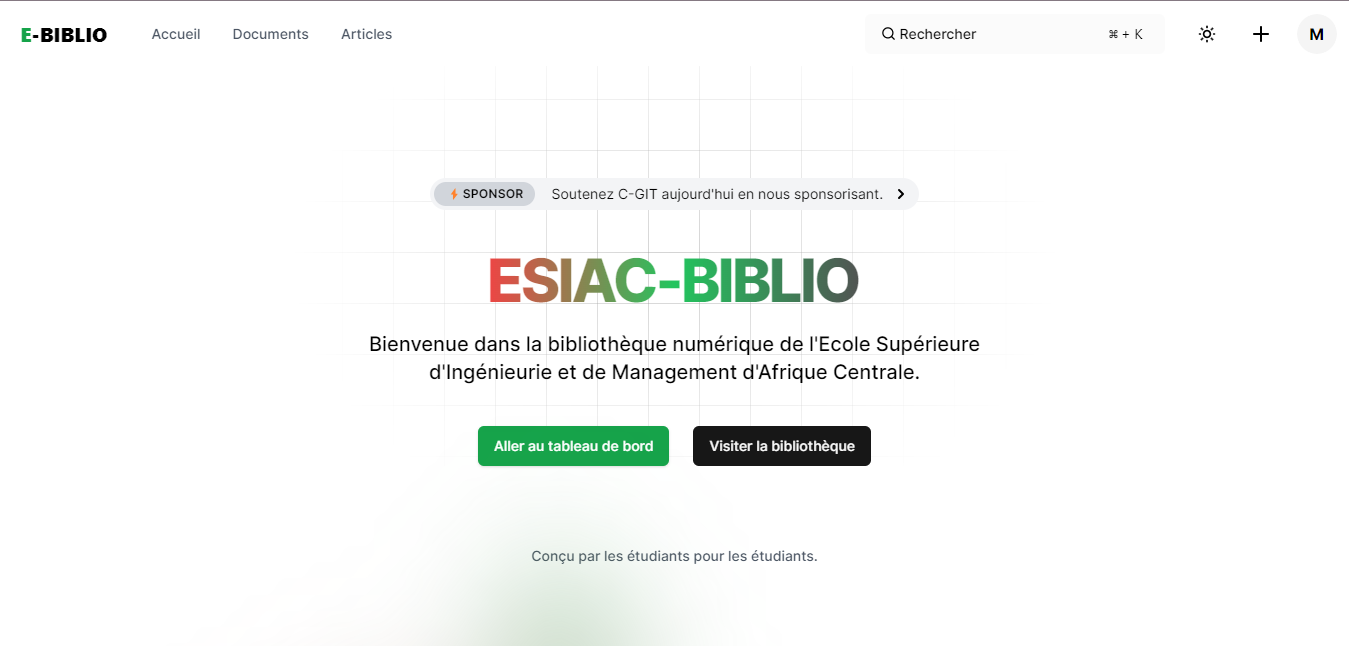 E-BIBLIO Accueil Documents Articles Rechercher ⌘ + K M
SPONSOR Soutenez C-GIT aujourd'hui en nous sponsorisant.
ESIAC-BIBLIO
Bienvenue dans la bibliothèque numérique de l'Ecole Supérieure
d'Ingénieurie et de Management d'Afrique Centrale.
Aller au tableau de bord Visiter la bibliothèque
Conçu par les étudiants pour les étudiants.